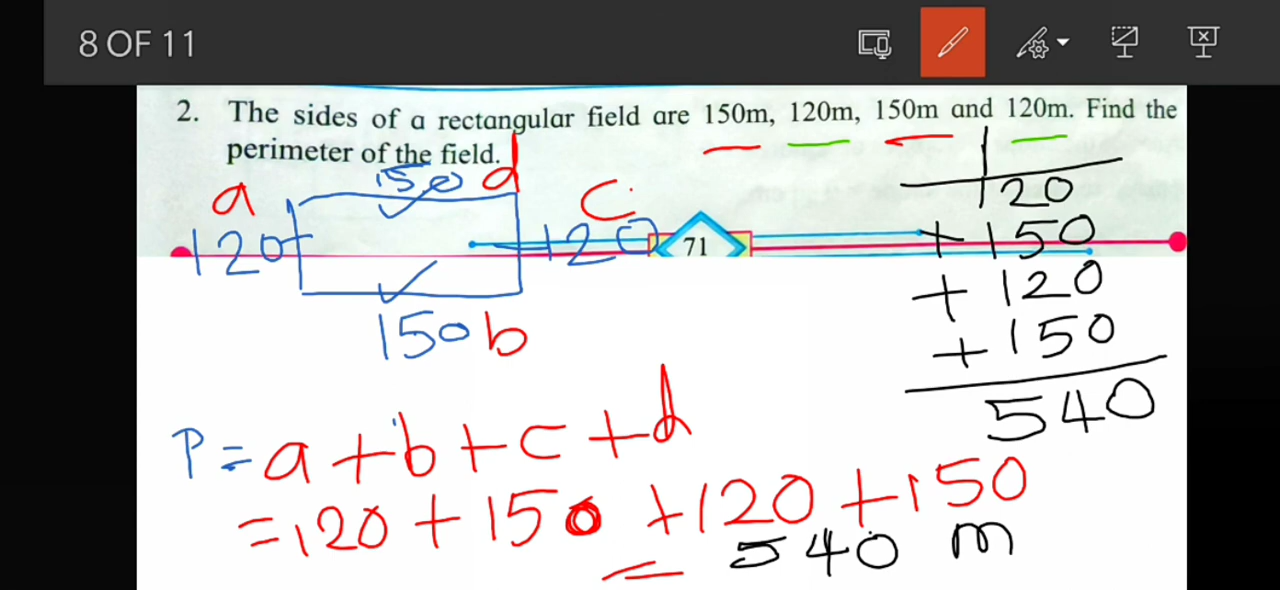 8 OF 11
2. The sides of a rectangular field are 150m, 120m, 150m and 120m. Find the
perimeter of the field.
150 d
a
c
120
120
71
150 b
1
120
+ 150
+ 120
+ 150
540
P = a + b + c + d
= 120 + 150 + 120 + 150
= 540 m